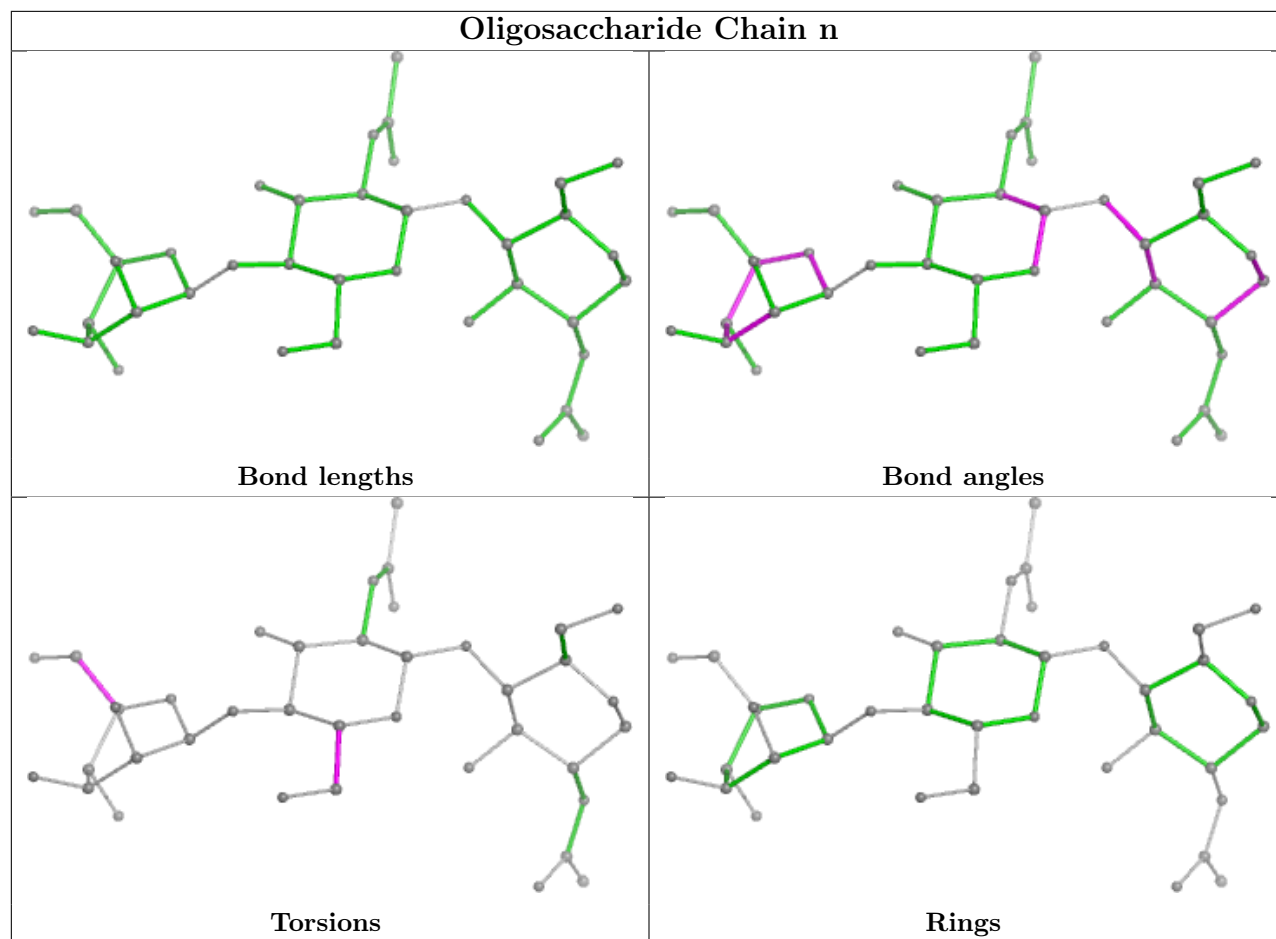 Oligosaccharide Chain n
Bond lengths
Bond angles
Torsions
Rings